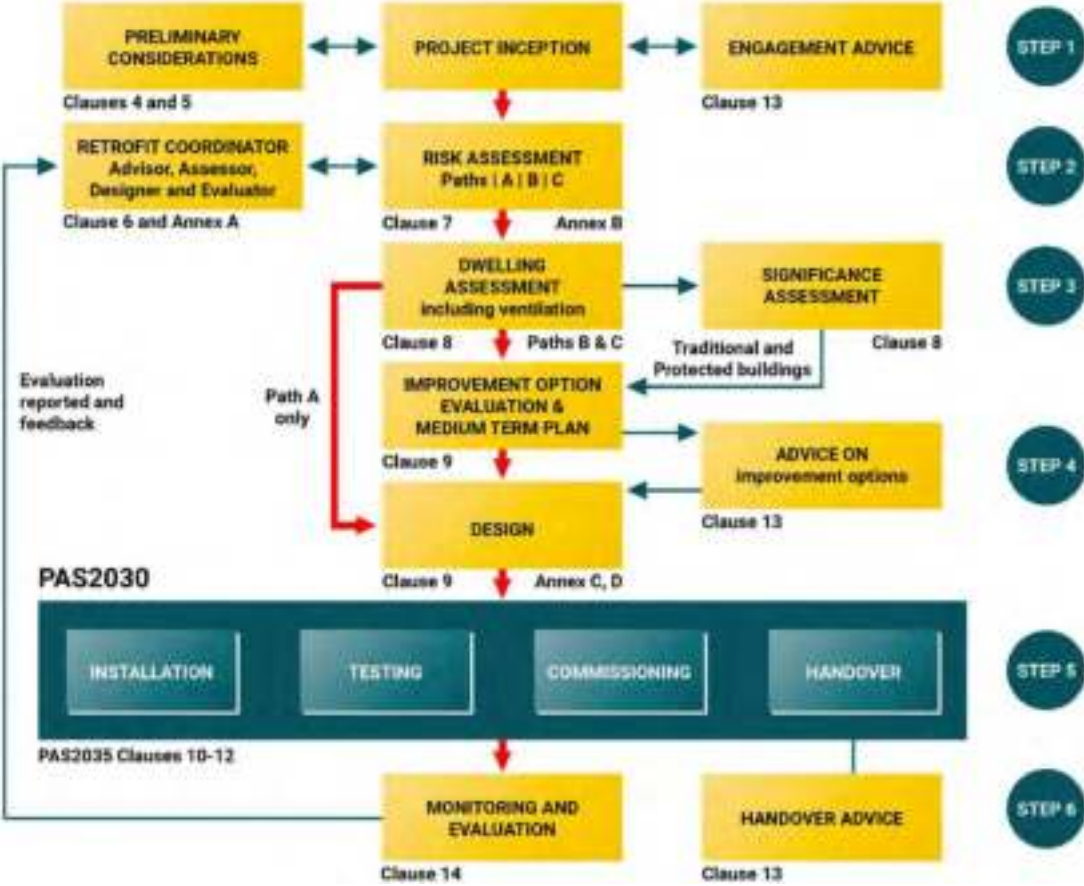 PRELIMINARY
CONSIDERATIONS
PROJECT INCEPTION
ENGAGEMENT ADVICE
STEP 1
Clauses 4 and 5
Clause 13
RETROFIT COORDINATOR
Advisor, Assessor,
Designer and Evaluator
RISK ASSESSMENT
Paths | A | B | C
STEP 2
Clause 6 and Annex A
Clause 7
Annex B
DWELLING
ASSESSMENT
including ventilation
SIGNIFICANCE
ASSESSMENT
STEP 3
Clause 8
Paths B & C
Traditional and
Protected buildings
Clause 8
Evaluation
reported and
feedback
Path A
only
IMPROVEMENT OPTION
EVALUATION &
MEDIUM TERM PLAN
Clause 9
ADVICE ON
improvement options
STEP 4
Clause 13
DESIGN
Clause 9
Annex C, D
PAS2030
INSTALLATION
TESTING
COMMISSIONING
HANDOVER
STEP 5
PAS2035 Clauses 10-12
MONITORING AND
EVALUATION
HANDOVER ADVICE
STEP 6
Clause 14
Clause 13